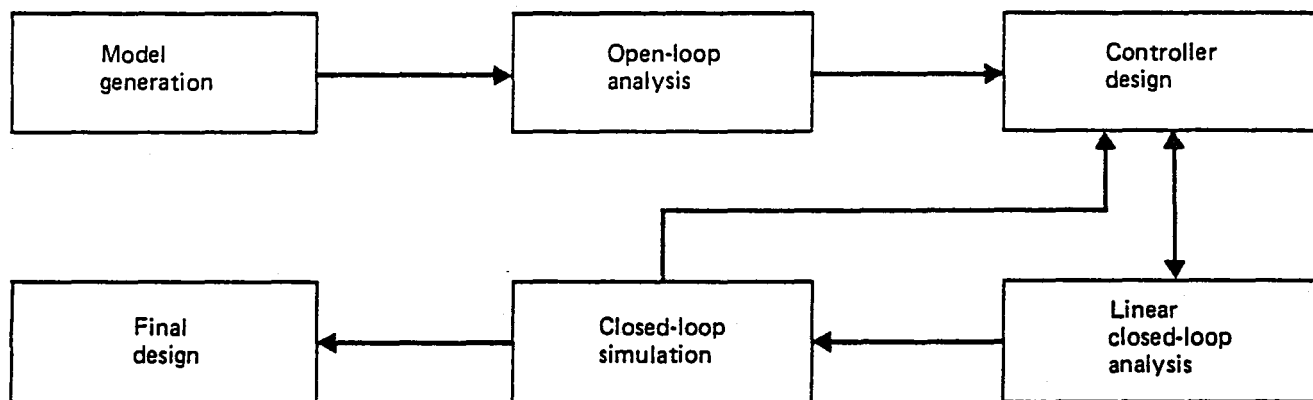 Model
generation
Open-loop
analysis
Controller
design
Final
design
Closed-loop
simulation
Linear
closed-loop
analysis